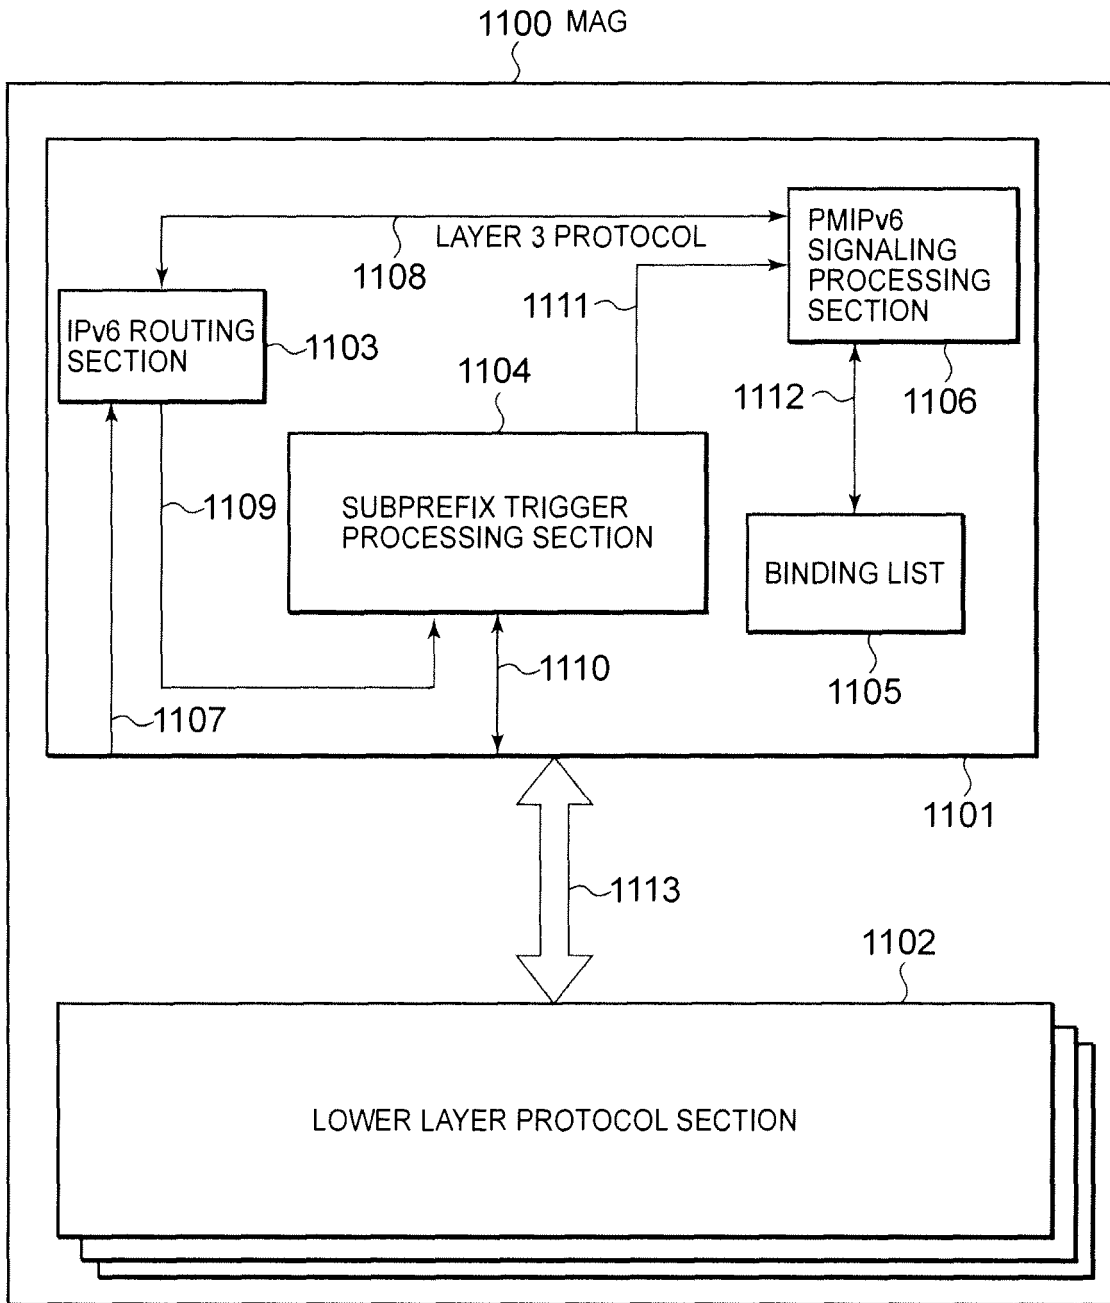 1100 MAG
LAYER 3 PROTOCOL
1108
PMIPv6
SIGNALING
PROCESSING
SECTION
1111
IPv6 ROUTING
SECTION
1103
1104
1112
1106
SUBPREFIX TRIGGER
PROCESSING SECTION
1109
BINDING LIST
1110
1105
1107
1101
1113
1102
LOWER LAYER PROTOCOL SECTION